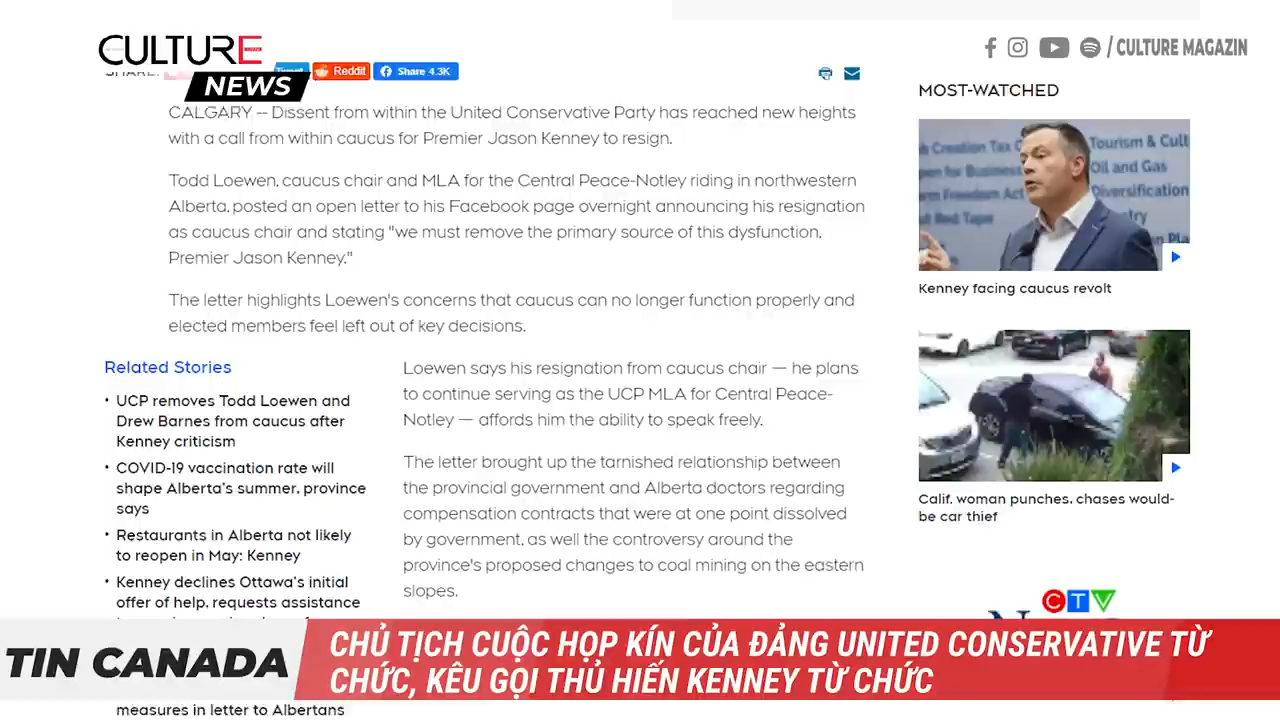 CULTURE
NEWS
/ CULTURE MAGAZIN
SHARE:
Tweet
Reddit
Share 4.3K
CALGARY -- Dissent from within the United Conservative Party has reached new heights
with a call from within caucus for Premier Jason Kenney to resign.
Todd Loewen, caucus chair and MLA for the Central Peace-Notley riding in northwestern
Alberta, posted an open letter to his Facebook page overnight announcing his resignation
as caucus chair and stating "we must remove the primary source of this dysfunction,
Premier Jason Kenney."
The letter highlights Loewen's concerns that caucus can no longer function properly and
elected members feel left out of key decisions.
Related Stories
• UCP removes Todd Loewen and
Drew Barnes from caucus after
Kenney criticism
• COVID-19 vaccination rate will
shape Alberta's summer, province
says
• Restaurants in Alberta not likely
to reopen in May: Kenney
• Kenney declines Ottawa's initial
offer of help, requests assistance
measures in letter to Albertans
Loewen says his resignation from caucus chair — he plans
to continue serving as the UCP MLA for Central Peace-
Notley — affords him the ability to speak freely.
The letter brought up the tarnished relationship between
the provincial government and Alberta doctors regarding
compensation contracts that were at one point dissolved
by government, as well the controversy around the
province's proposed changes to coal mining on the eastern
slopes.
MOST-WATCHED
Creation Tax
Tourism & Cult
Oil and Gas
Diversification
Kenney facing caucus revolt
Calif. woman punches, chases would-
be car thief
CTV
TIN CANADA
CHỦ TỊCH CUỘC HỌP KÍN CỦA ĐẢNG UNITED CONSERVATIVE TỪ
CHỨC, KÊU GỌI THỦ HIẾN KENNEY TỪ CHỨC